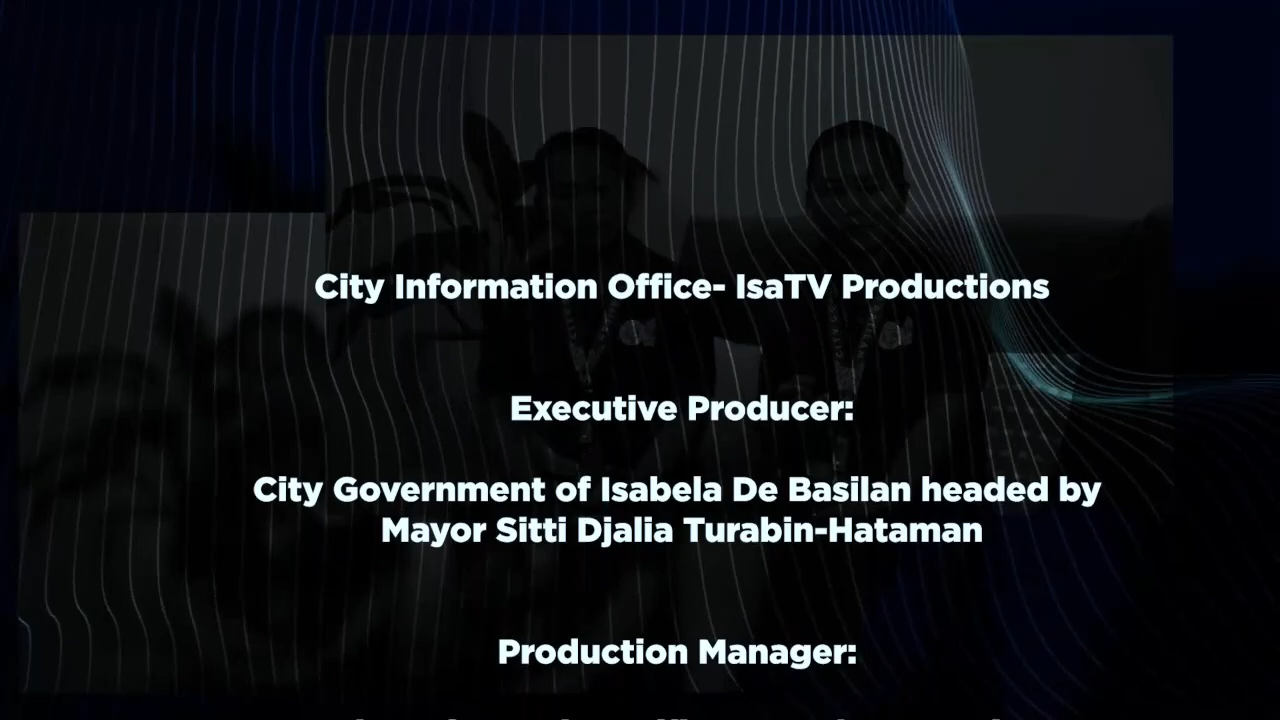 City Information Office- IsaTV Productions
Executive Producer:
City Government of Isabela De Basilan headed by
Mayor Sitti Djalia Turabin-Hataman
Production Manager: